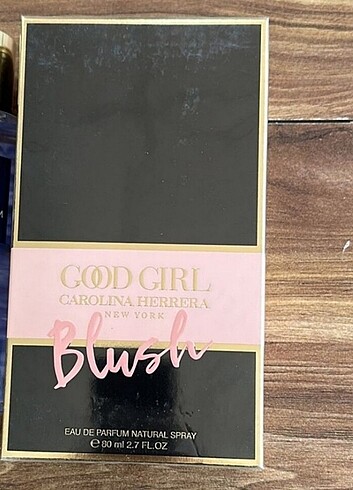 GOOD GIRL
CAROLINA HERRERA
NEW YORK
Blush
EAU DE PARFUM NATURAL SPRAY
℮ 80 ml 2.7 FL.OZ